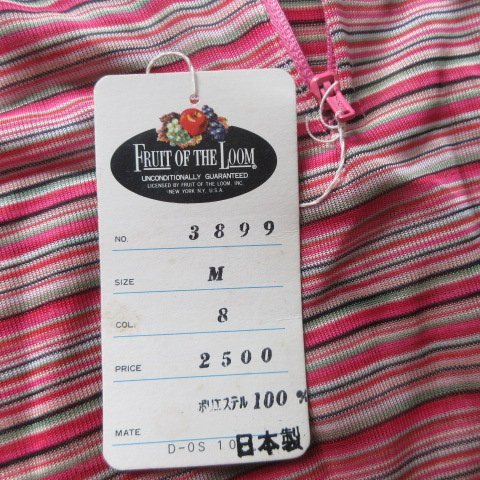 FRUIT OF THE LOOM®
UNCONDITIONALLY GUARANTEED
LICENSED BY FRUIT OF THE LOOM, INC.
NEW YORK N.Y. U.S.A.
NO. 3899
SIZE M
COL. 8
PRICE 2500
ポリエステル 100 %
MATE
D-OS 10
日本製